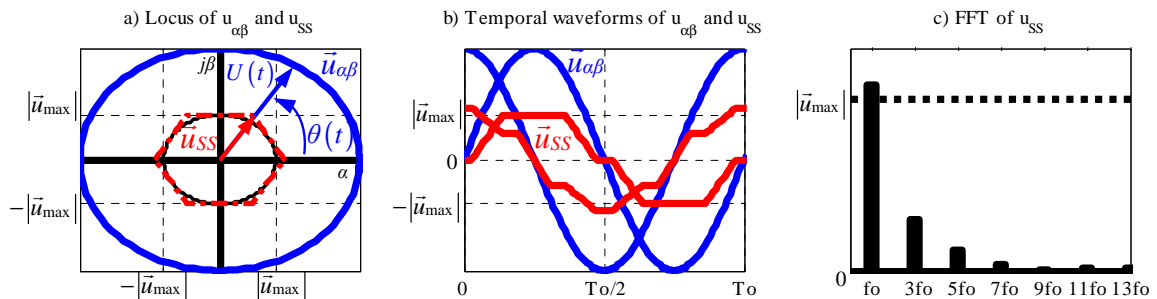 a) Locus of u_αβ and u_SS
jβ
U(t)
u⃗_αβ
|u⃗_max|
u⃗_SS
θ(t)
0
α
−|u⃗_max|
−|u⃗_max| |u⃗_max|
b) Temporal waveforms of u_αβ and u_SS
u⃗_αβ
|u⃗_max|
u⃗_SS
0
−|u⃗_max|
0 To/2 To
c) FFT of u_SS
|u⃗_max|
0
fo 3fo 5fo 7fo 9fo 11fo 13fo